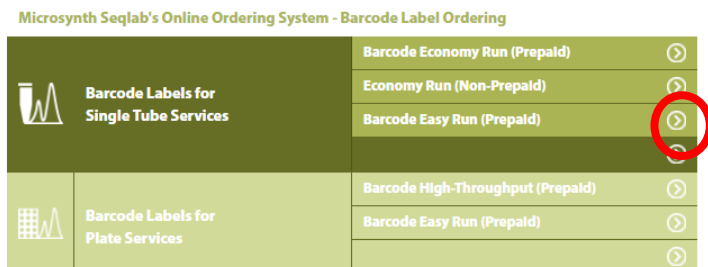 Microsynth Seqlab's Online Ordering System - Barcode Label Ordering
Barcode Labels for
Single Tube Services
Barcode Economy Run (Prepaid)
Economy Run (Non-Prepaid)
Barcode Easy Run (Prepaid)
Barcode Labels for
Plate Services
Barcode High-Throughput (Prepaid)
Barcode Easy Run (Prepaid)